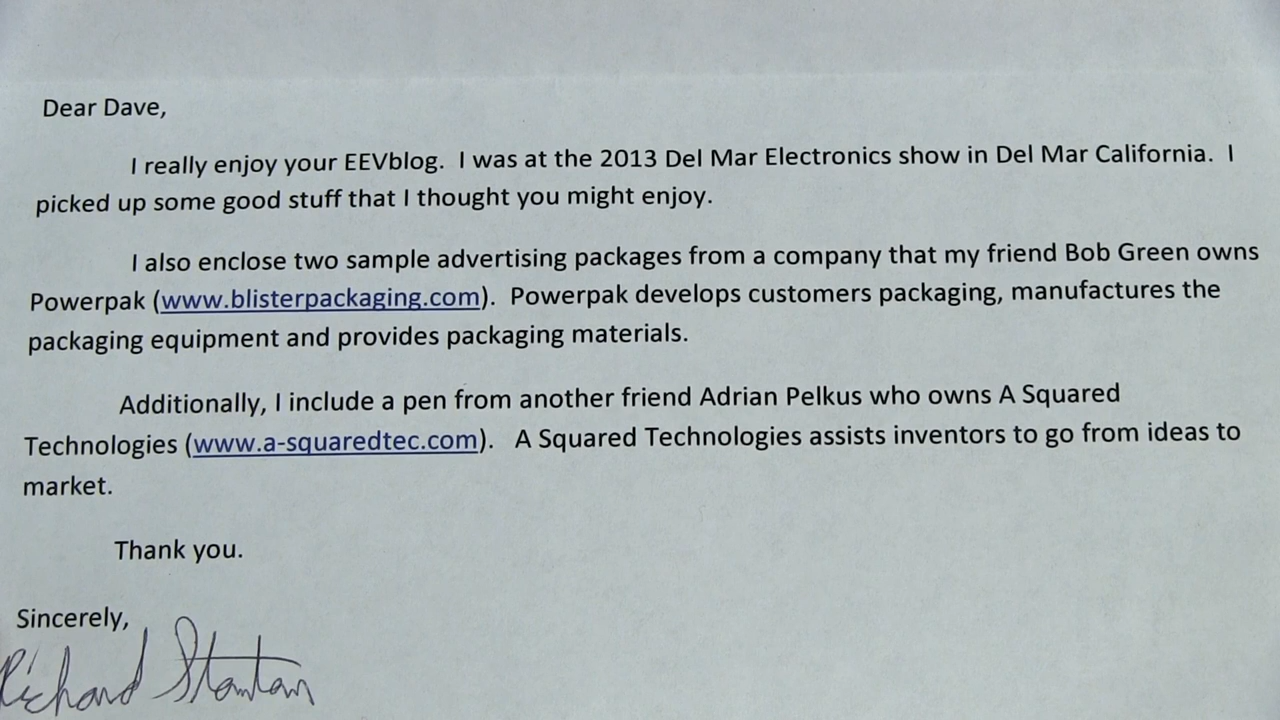 Dear Dave,
I really enjoy your EEVblog.  I was at the 2013 Del Mar Electronics show in Del Mar California.  I
picked up some good stuff that I thought you might enjoy.
I also enclose two sample advertising packages from a company that my friend Bob Green owns
Powerpak (www.blisterpackaging.com).  Powerpak develops customers packaging, manufactures the
packaging equipment and provides packaging materials.
Additionally, I include a pen from another friend Adrian Pelkus who owns A Squared
Technologies (www.a-squaredtec.com).   A Squared Technologies assists inventors to go from ideas to
market.
Thank you.
Sincerely,
Richard Stanton